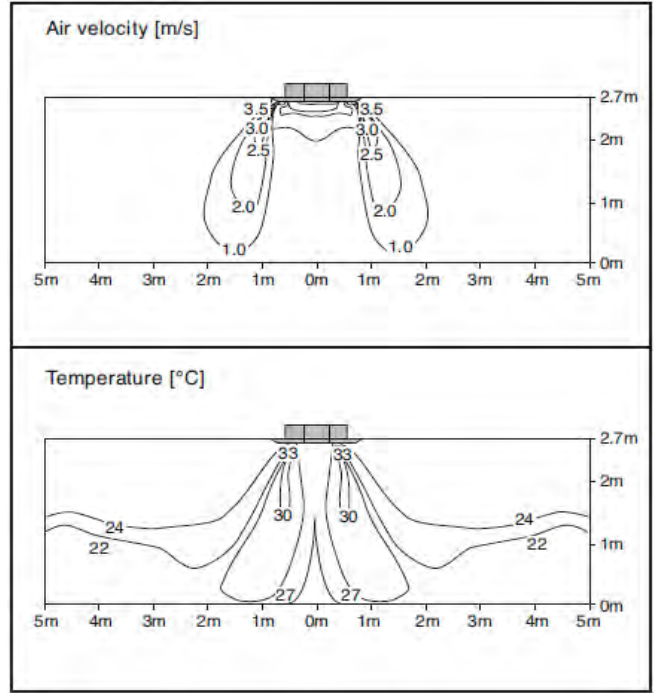 Air velocity [m/s]
2.7m
3.5 3.5
3.0 3.0
2m
2.5 2.5
2.0 2.0
1m
1.0 1.0
0m
5m 4m 3m 2m 1m 0m 1m 2m 3m 4m 5m
Temperature [°C]
2.7m
33 33
2m
30 30
24 24
22 22
1m
27 27
0m
5m 4m 3m 2m 1m 0m 1m 2m 3m 4m 5m